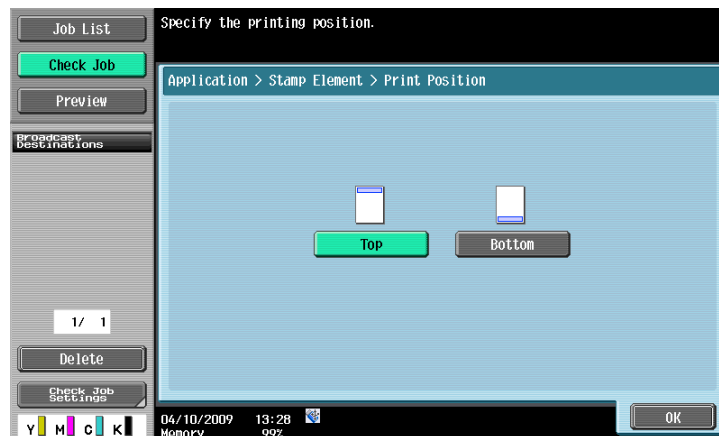 Job List
Specify the printing position.
Check Job
Application > Stamp Element > Print Position
Preview
Broadcast
Destinations
Top
Bottom
1/ 1
Delete
Check Job
Settings
OK
Y M C K
04/10/2009 13:28
Memory 99%